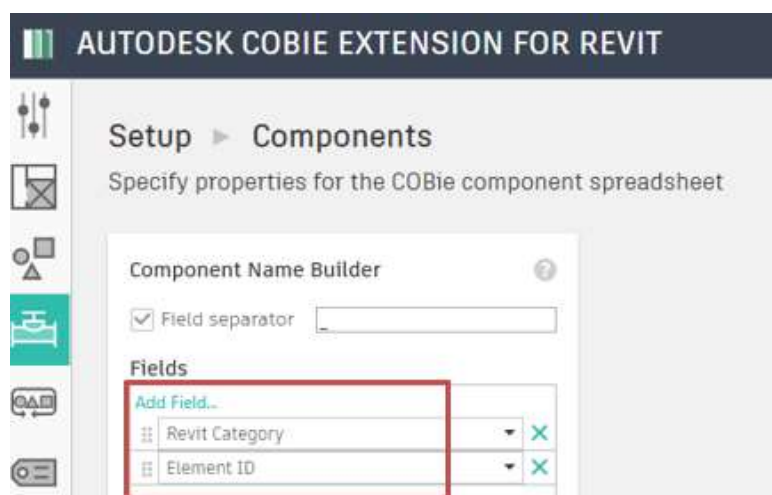 AUTODESK COBIE EXTENSION FOR REVIT
Setup ► Components
Specify properties for the COBie component spreadsheet
Component Name Builder ?
Field separator _
Fields
Add Field...
Revit Category
Element ID